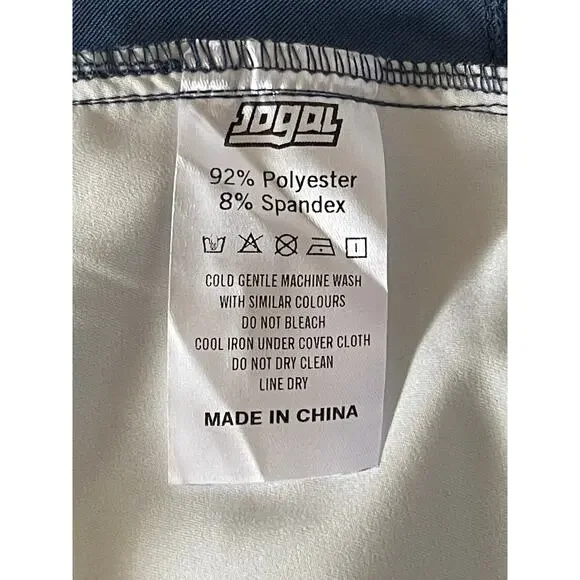 JOGAL
92% Polyester
8% Spandex
COLD GENTLE MACHINE WASH
WITH SIMILAR COLOURS
DO NOT BLEACH
COOL IRON UNDER COVER CLOTH
DO NOT DRY CLEAN
LINE DRY
MADE IN CHINA